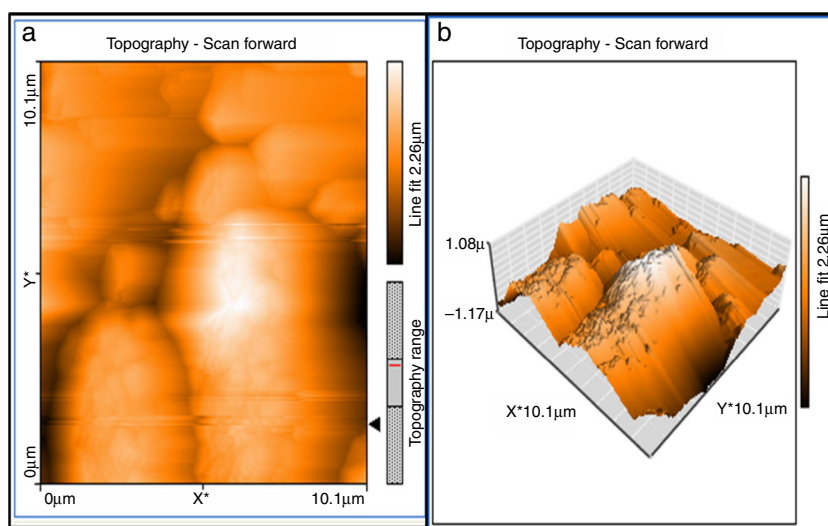 a
Topography - Scan forward
10.1µm
Y*
0µm
0µm
X*
10.1µm
Line fit 2.26µm
Topography range
b
Topography - Scan forward
1.08µ
−1.17µ
X*10.1µm
Y*10.1µm
Line fit 2.26µm